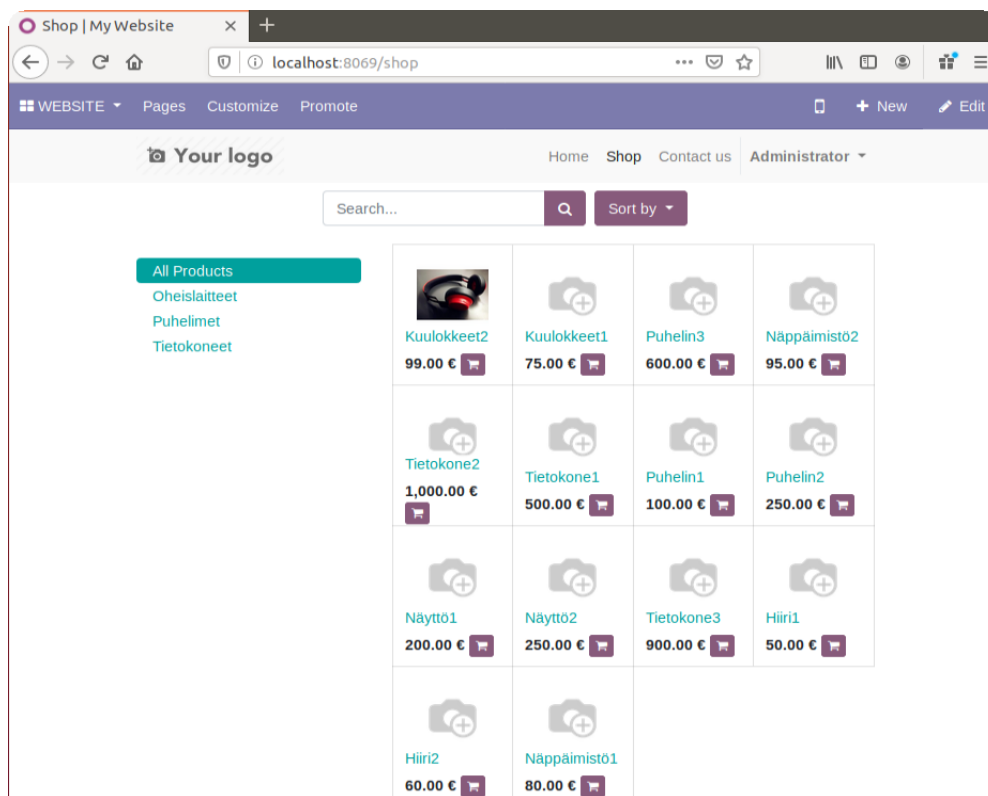 Shop | My Website
localhost:8069/shop
WEBSITE Pages Customize Promote + New Edit
Your logo Home Shop Contact us Administrator
Search... Sort by
All Products
Oheislaitteet
Puhelimet
Tietokoneet
Kuulokkeet2 Kuulokkeet1 Puhelin3 Näppäimistö2
99.00 € 75.00 € 600.00 € 95.00 €
Tietokone2 Tietokone1 Puhelin1 Puhelin2
1,000.00 € 500.00 € 100.00 € 250.00 €
Näyttö1 Näyttö2 Tietokone3 Hiiri1
200.00 € 250.00 € 900.00 € 50.00 €
Hiiri2 Näppäimistö1
60.00 € 80.00 €